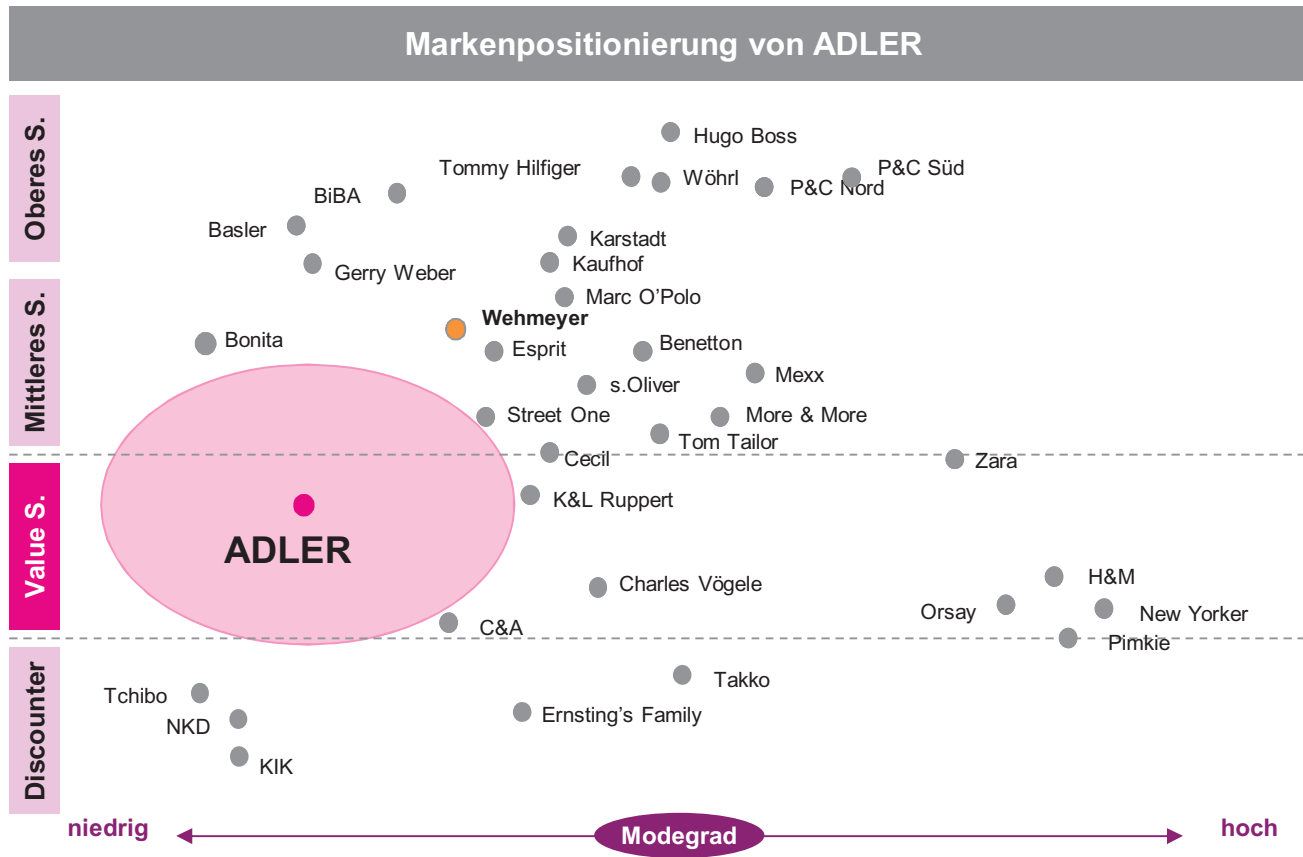 Markenpositionierung von ADLER
Oberes S.
Hugo Boss
Tommy Hilfiger
Wöhrl
P&C Nord
P&C Süd
BiBA
Basler
Karstadt
Gerry Weber
Kaufhof
Mittleres S.
Marc O'Polo
Wehmeyer
Bonita
Esprit
Benetton
s.Oliver
Mexx
Street One
More & More
Tom Tailor
Cecil
Zara
Value S.
K&L Ruppert
ADLER
Charles Vögele
H&M
Orsay
New Yorker
C&A
Pimkie
Discounter
Takko
Tchibo
Ernsting's Family
NKD
KIK
niedrig
Modegrad
hoch